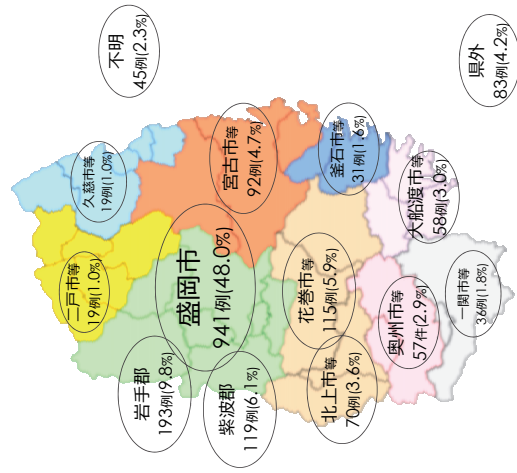 不明
45例(2.3%)
久慈市等
19例(1.0%)
二戸市等
19例(1.0%)
盛岡市
941例(48.0%)
岩手郡
193例(9.8%)
宮古市等
92例(4.7%)
紫波郡
119例(6.1%)
花巻市等
115例(5.9%)
釜石市等
31例(1.6%)
北上市等
70例(3.6%)
奥州市等
57件(2.9%)
大船渡市等
58例(3.0%)
一関市等
36例(1.8%)
県外
83例(4.2%)